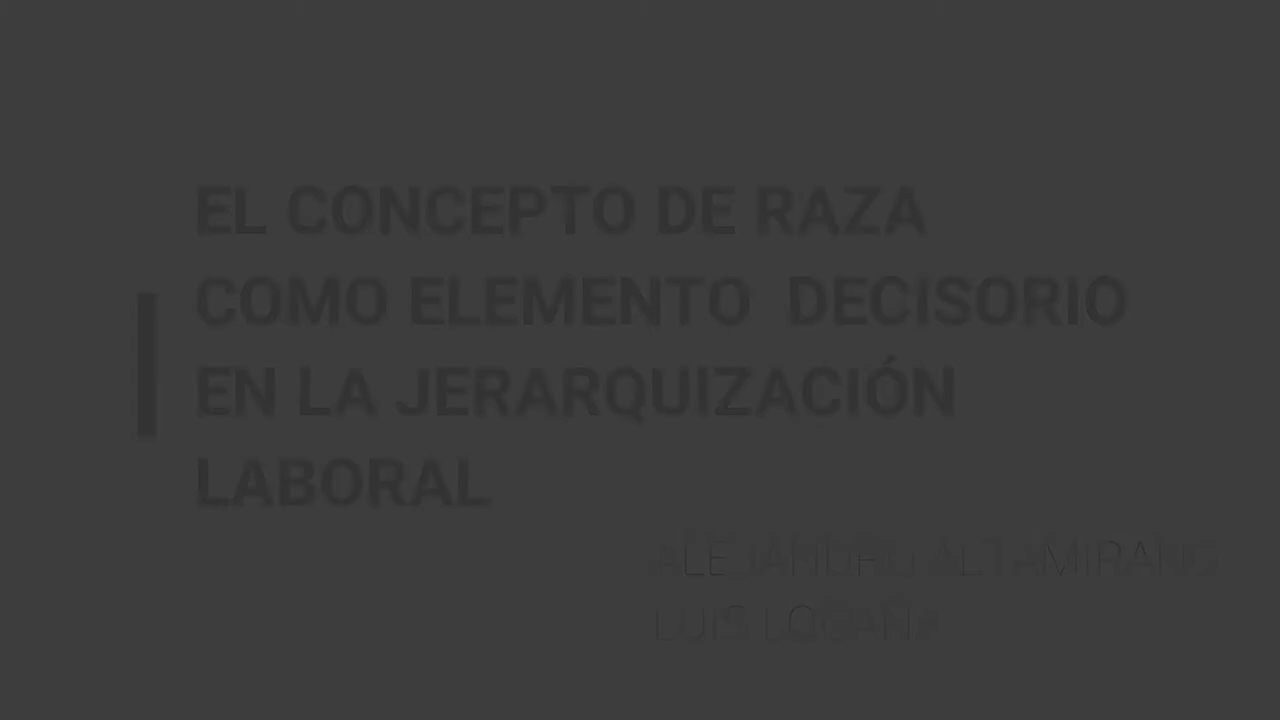 EL CONCEPTO DE RAZA
COMO ELEMENTO DECISORIO
EN LA JERARQUIZACIÓN
LABORAL
ALEJANDRO ALTAMIRANO
LUIS LOGAÑA